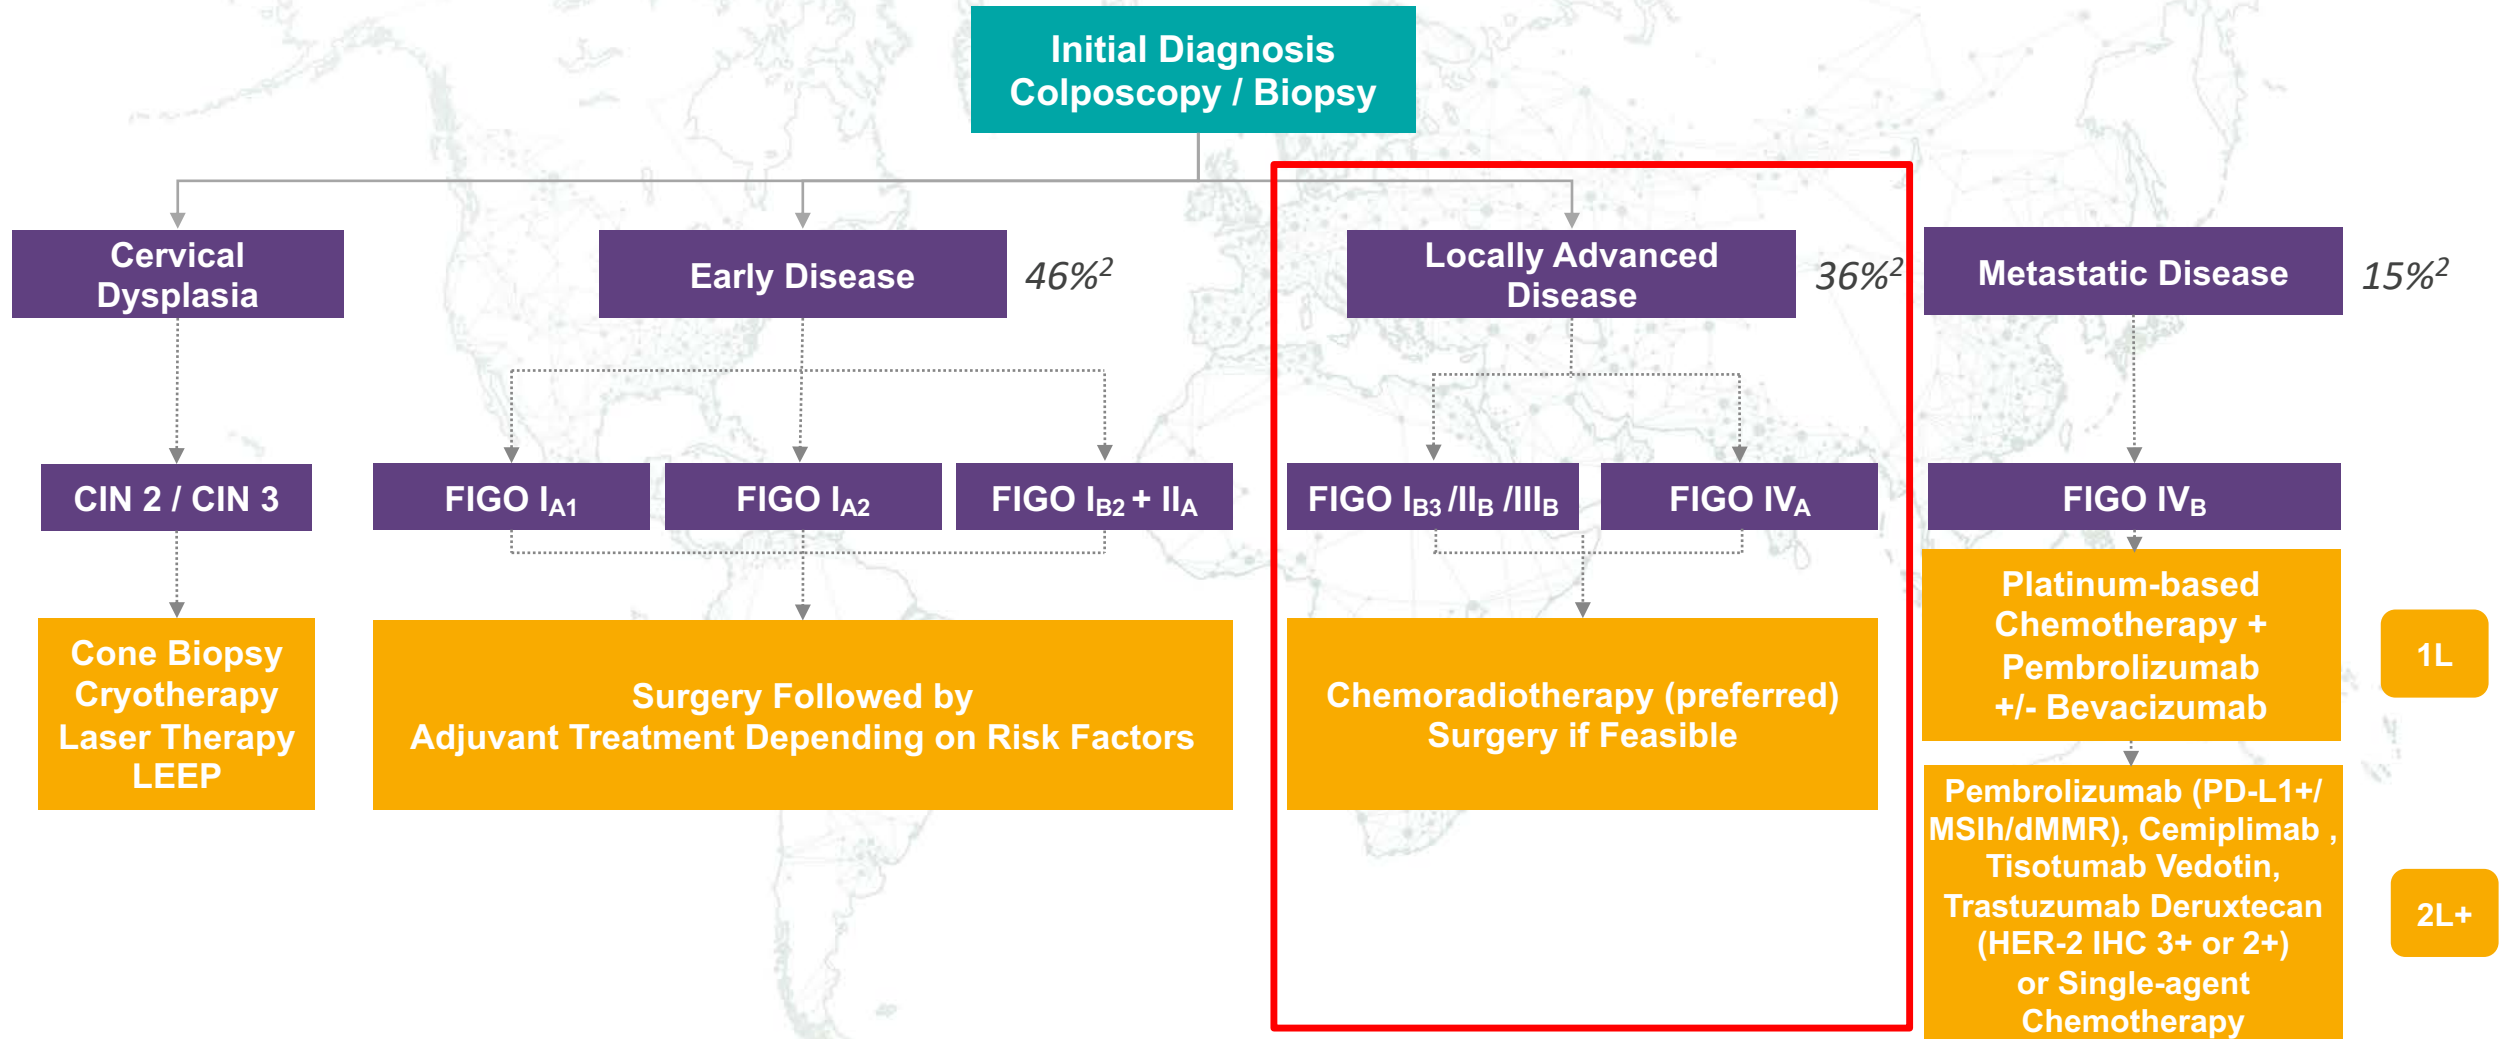 Initial Diagnosis
Colposcopy / Biopsy
Cervical
Dysplasia
Early Disease
46%2
Locally Advanced
Disease
36%2
Metastatic Disease
15%2
CIN 2 / CIN 3
FIGO IA1
FIGO IA2
FIGO IB2 + IIA
FIGO IB3 /IIB /IIIB
FIGO IVA
FIGO IVB
Cone Biopsy
Cryotherapy
Laser Therapy
LEEP
Surgery Followed by
Adjuvant Treatment Depending on Risk Factors
Chemoradiotherapy (preferred)
Surgery if Feasible
Platinum-based
Chemotherapy +
Pembrolizumab
+/- Bevacizumab
1L
Pembrolizumab (PD-L1+/
MSIh/dMMR), Cemiplimab ,
Tisotumab Vedotin,
Trastuzumab Deruxtecan
(HER-2 IHC 3+ or 2+)
or Single-agent
Chemotherapy
2L+